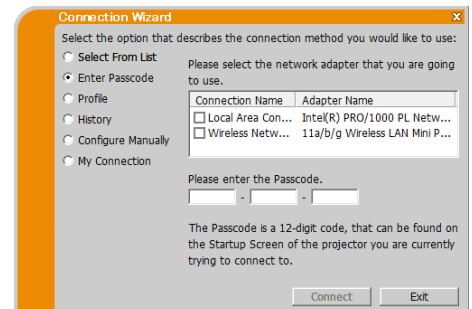 Connection Wizard
x
Select the option that describes the connection method you would like to use:
Select From List
Enter Passcode
Profile
History
Configure Manually
My Connection
Please select the network adapter that you are going
to use.
Connection Name Adapter Name
Local Area Con... Intel(R) PRO/1000 PL Netw...
Wireless Netw... 11a/b/g Wireless LAN Mini P...
Please enter the Passcode.
- -
The Passcode is a 12-digit code, that can be found on
the Startup Screen of the projector you are currently
trying to connect to.
Connect Exit